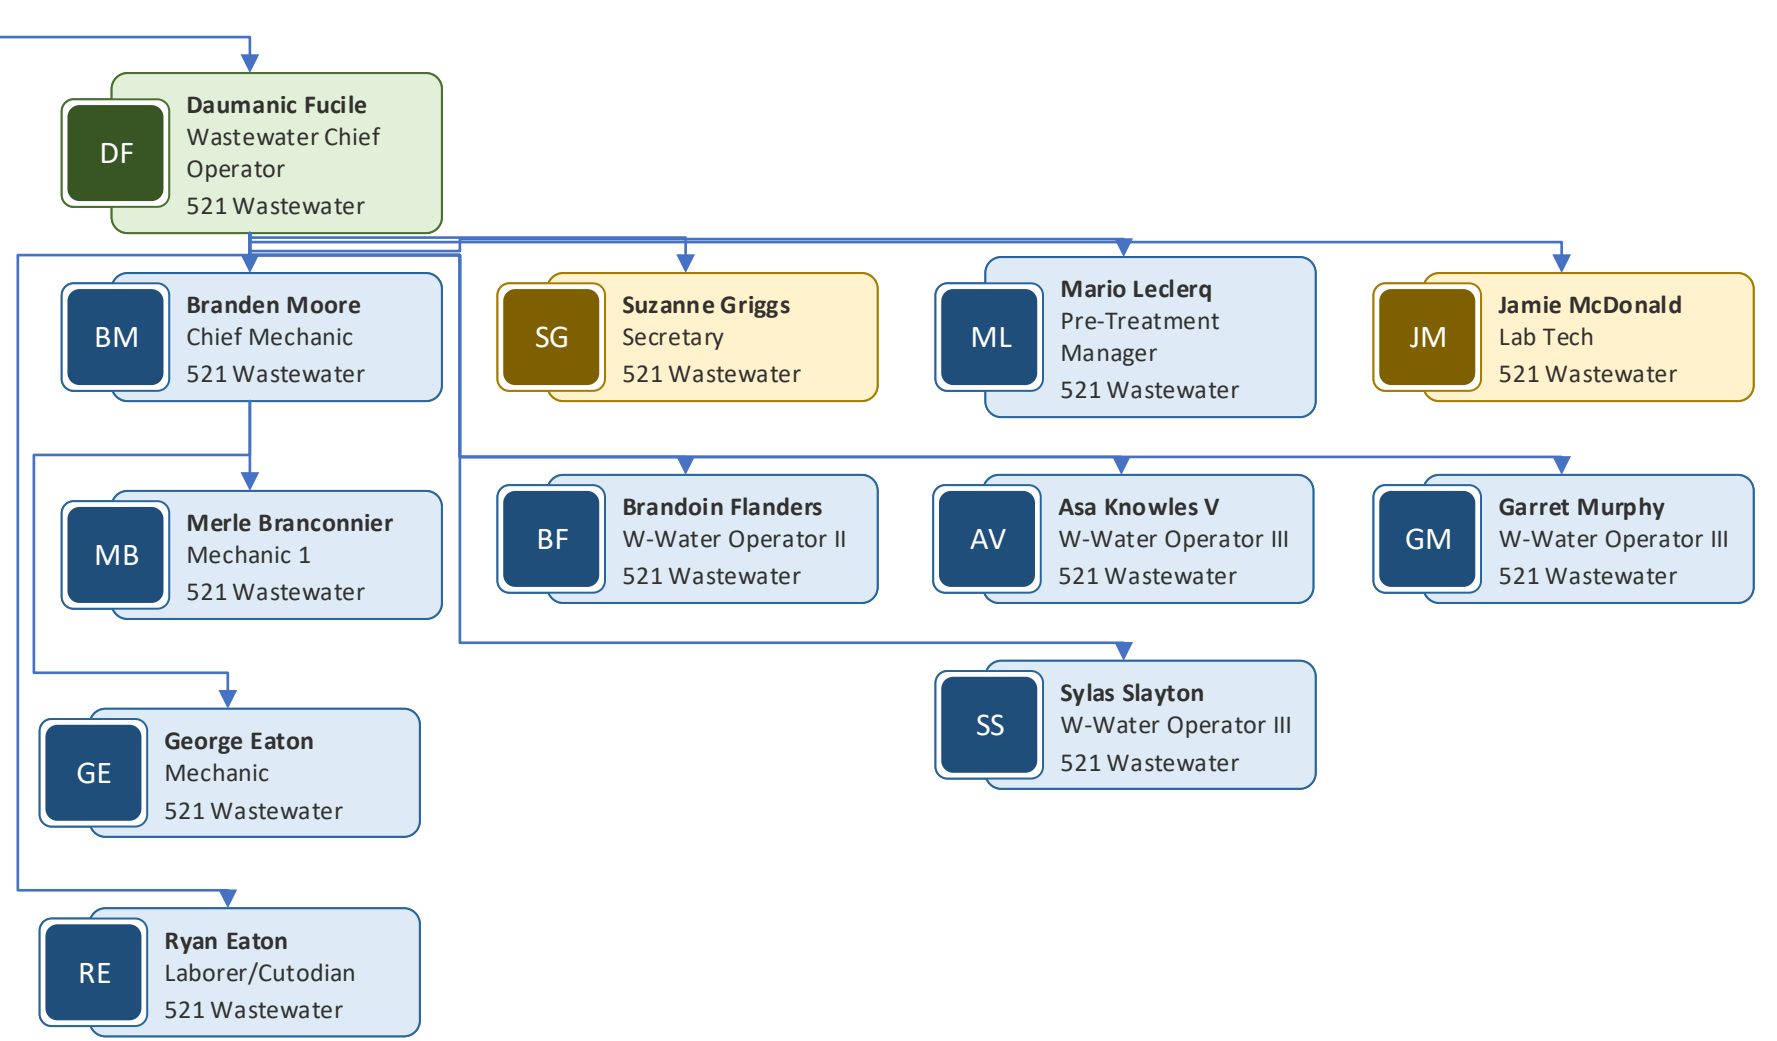 DF
Daumanic Fucile
Wastewater Chief
Operator
521 Wastewater
BM
Branden Moore
Chief Mechanic
521 Wastewater
SG
Suzanne Griggs
Secretary
521 Wastewater
ML
Mario Leclerq
Pre-Treatment
Manager
521 Wastewater
JM
Jamie McDonald
Lab Tech
521 Wastewater
MB
Merle Branconnier
Mechanic 1
521 Wastewater
BF
Brandoin Flanders
W-Water Operator II
521 Wastewater
AV
Asa Knowles V
W-Water Operator III
521 Wastewater
GM
Garret Murphy
W-Water Operator III
521 Wastewater
SS
Sylas Slayton
W-Water Operator III
521 Wastewater
GE
George Eaton
Mechanic
521 Wastewater
RE
Ryan Eaton
Laborer/Cutodian
521 Wastewater